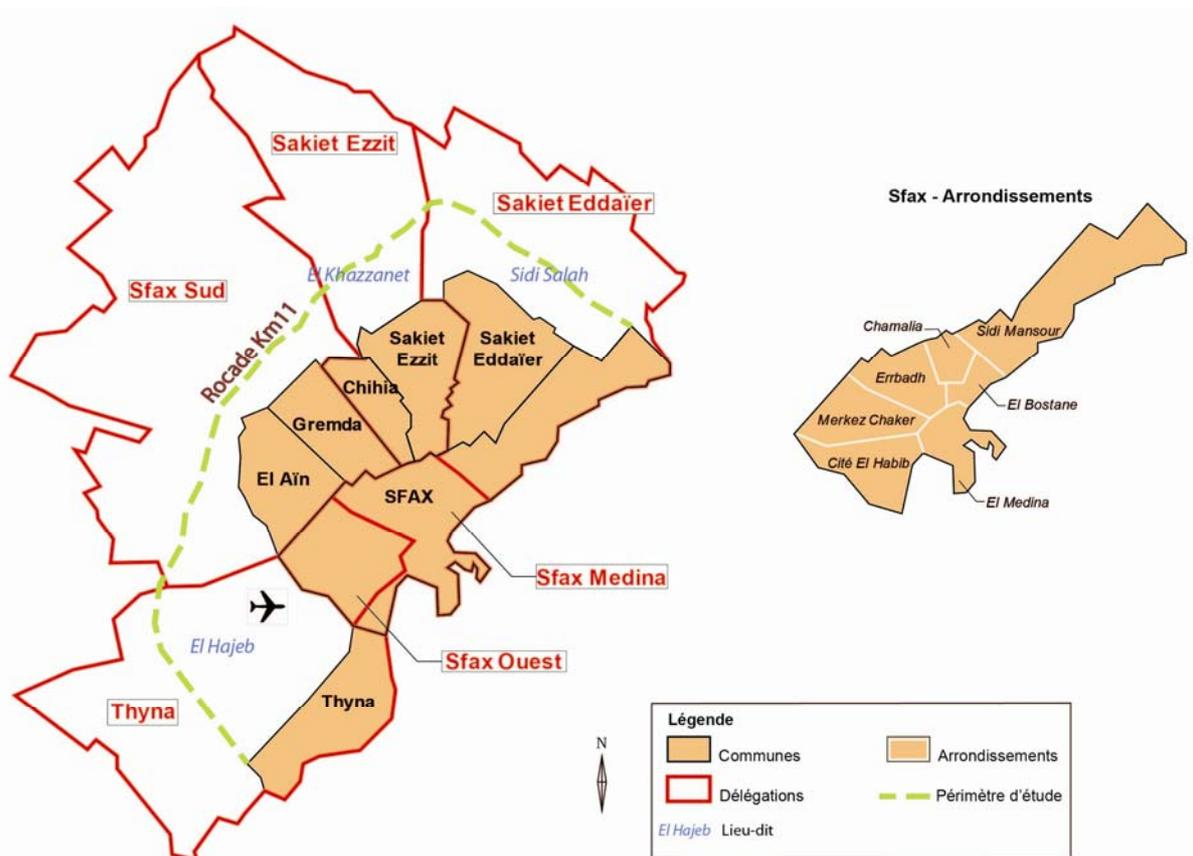 Sakiet Ezzit
Sakiet Eddaïer
Sfax - Arrondissements
El Khazzanet
Sidi Salah
Sfax Sud
Rocade Km11
Sakiet
Ezzit
Sakiet
Eddaïer
Chihia
Gremda
El Aïn
SFAX
Chamalia
Sidi Mansour
Errbadh
El Bostane
Merkez Chaker
Cité El Habib
El Medina
Sfax Medina
El Hajeb
Sfax Ouest
Thyna
Thyna
N
Légende
Communes
Arrondissements
Délégations
Périmètre d'étude
El Hajeb Lieu-dit